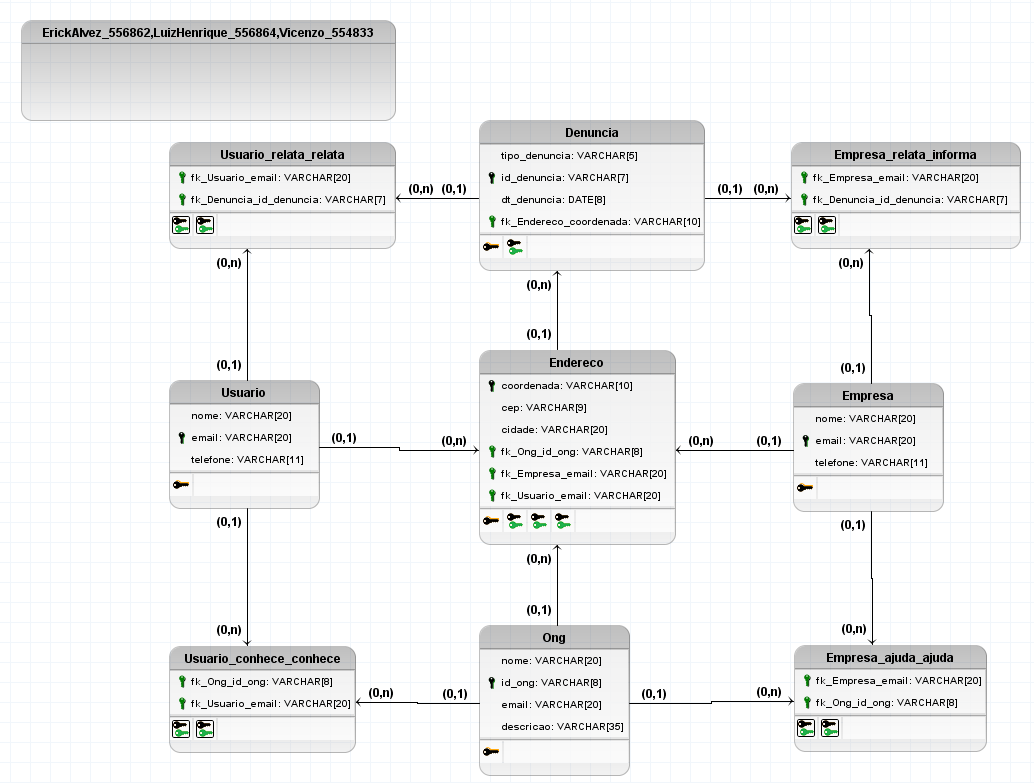 ErickAlvez_556862,LuizHenrique_556864,Vicenzo_554833
Usuario_relata_relata
fk_Usuario_email: VARCHAR[20]
fk_Denuncia_id_denuncia: VARCHAR[7]
(0,n) (0,1)
Denuncia
tipo_denuncia: VARCHAR[5]
id_denuncia: VARCHAR[7]
dt_denuncia: DATE[8]
fk_Endereco_coordenada: VARCHAR[10]
(0,1) (0,n)
Empresa_relata_informa
fk_Empresa_email: VARCHAR[20]
fk_Denuncia_id_denuncia: VARCHAR[7]
(0,n)
(0,1)
(0,n)
(0,1)
(0,n)
(0,1)
Usuario
nome: VARCHAR[20]
email: VARCHAR[20]
telefone: VARCHAR[11]
(0,1) (0,n)
Endereco
coordenada: VARCHAR[10]
cep: VARCHAR[9]
cidade: VARCHAR[20]
fk_Ong_id_ong: VARCHAR[8]
fk_Empresa_email: VARCHAR[20]
fk_Usuario_email: VARCHAR[20]
(0,n) (0,1)
Empresa
nome: VARCHAR[20]
email: VARCHAR[20]
telefone: VARCHAR[11]
(0,1)
(0,n)
(0,n)
(0,1)
(0,1)
(0,n)
Usuario_conhece_conhece
fk_Ong_id_ong: VARCHAR[8]
fk_Usuario_email: VARCHAR[20]
(0,n) (0,1)
Ong
nome: VARCHAR[20]
id_ong: VARCHAR[8]
email: VARCHAR[20]
descricao: VARCHAR[35]
(0,1) (0,n)
Empresa_ajuda_ajuda
fk_Empresa_email: VARCHAR[20]
fk_Ong_id_ong: VARCHAR[8]